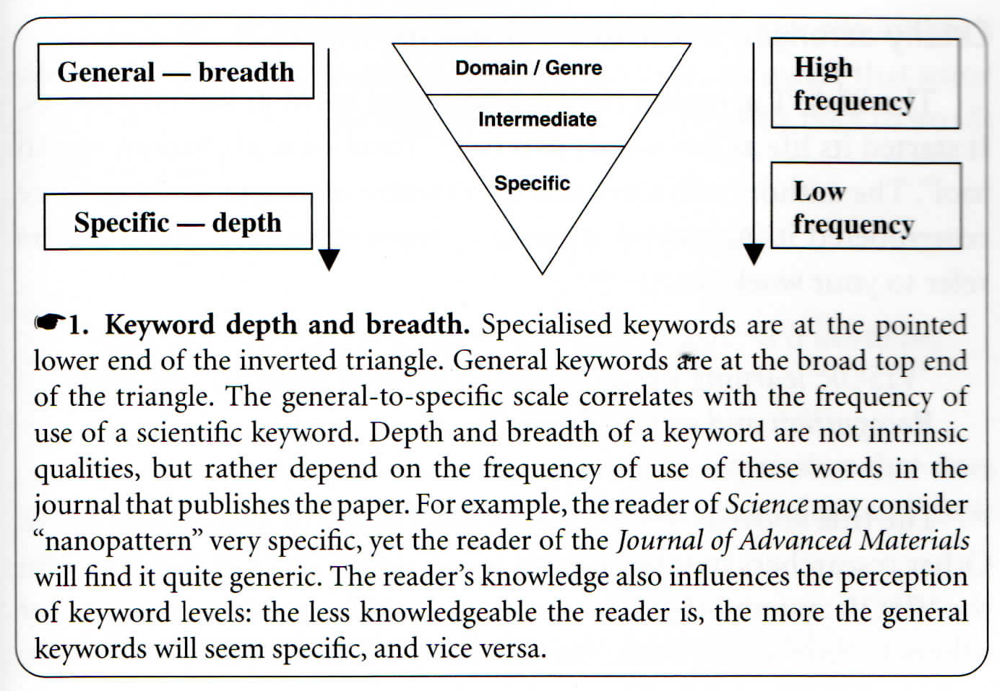 General — breadth
Specific — depth
Domain / Genre
Intermediate
Specific
High
frequency
Low
frequency
☛1. Keyword depth and breadth. Specialised keywords are at the pointed
lower end of the inverted triangle. General keywords are at the broad top end
of the triangle. The general-to-specific scale correlates with the frequency of
use of a scientific keyword. Depth and breadth of a keyword are not intrinsic
qualities, but rather depend on the frequency of use of these words in the
journal that publishes the paper. For example, the reader of Science may consider
“nanopattern” very specific, yet the reader of the Journal of Advanced Materials
will find it quite generic. The reader’s knowledge also influences the perception
of keyword levels: the less knowledgeable the reader is, the more the general
keywords will seem specific, and vice versa.